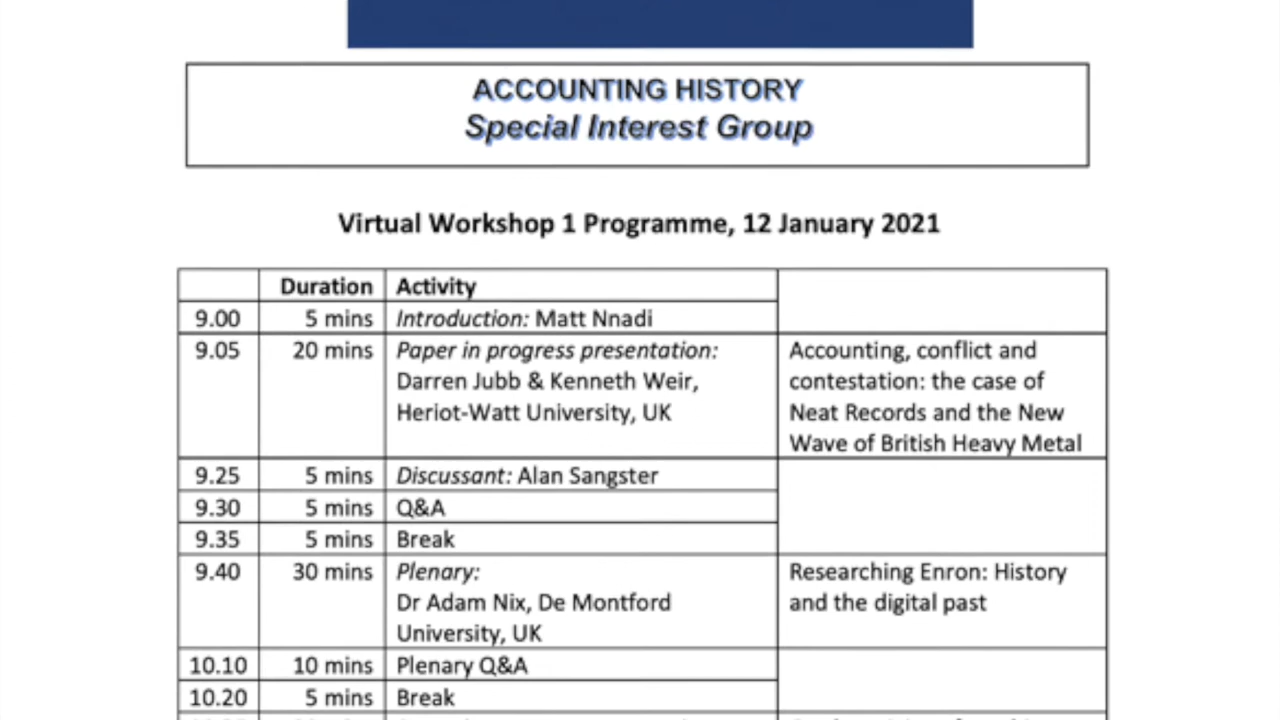 ACCOUNTING HISTORY
Special Interest Group
Virtual Workshop 1 Programme, 12 January 2021
Duration Activity
9.00 5 mins Introduction: Matt Nnadi
9.05 20 mins Paper in progress presentation: Accounting, conflict and
Darren Jubb & Kenneth Weir, contestation: the case of
Heriot-Watt University, UK Neat Records and the New
Wave of British Heavy Metal
9.25 5 mins Discussant: Alan Sangster
9.30 5 mins Q&A
9.35 5 mins Break
9.40 30 mins Plenary: Researching Enron: History
Dr Adam Nix, De Montford and the digital past
University, UK
10.10 10 mins Plenary Q&A
10.20 5 mins Break